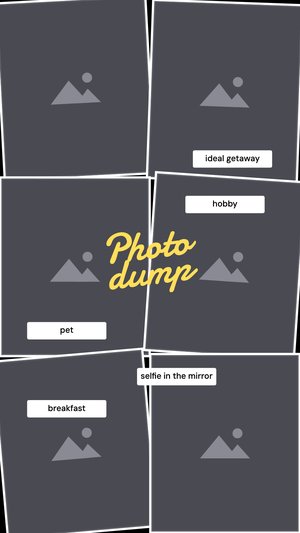 ideal getaway
hobby
Photo
dump
pet
selfie in the mirror
breakfast